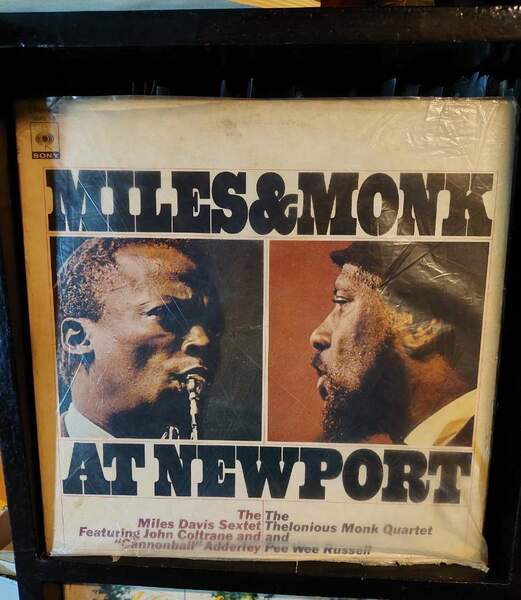 SONY
MILES&MONK
AT NEWPORT
The
Miles Davis Sextet
Featuring John Coltrane and
"Cannonball" Adderley
The
Thelonious Monk Quartet
and
Pee Wee Russell